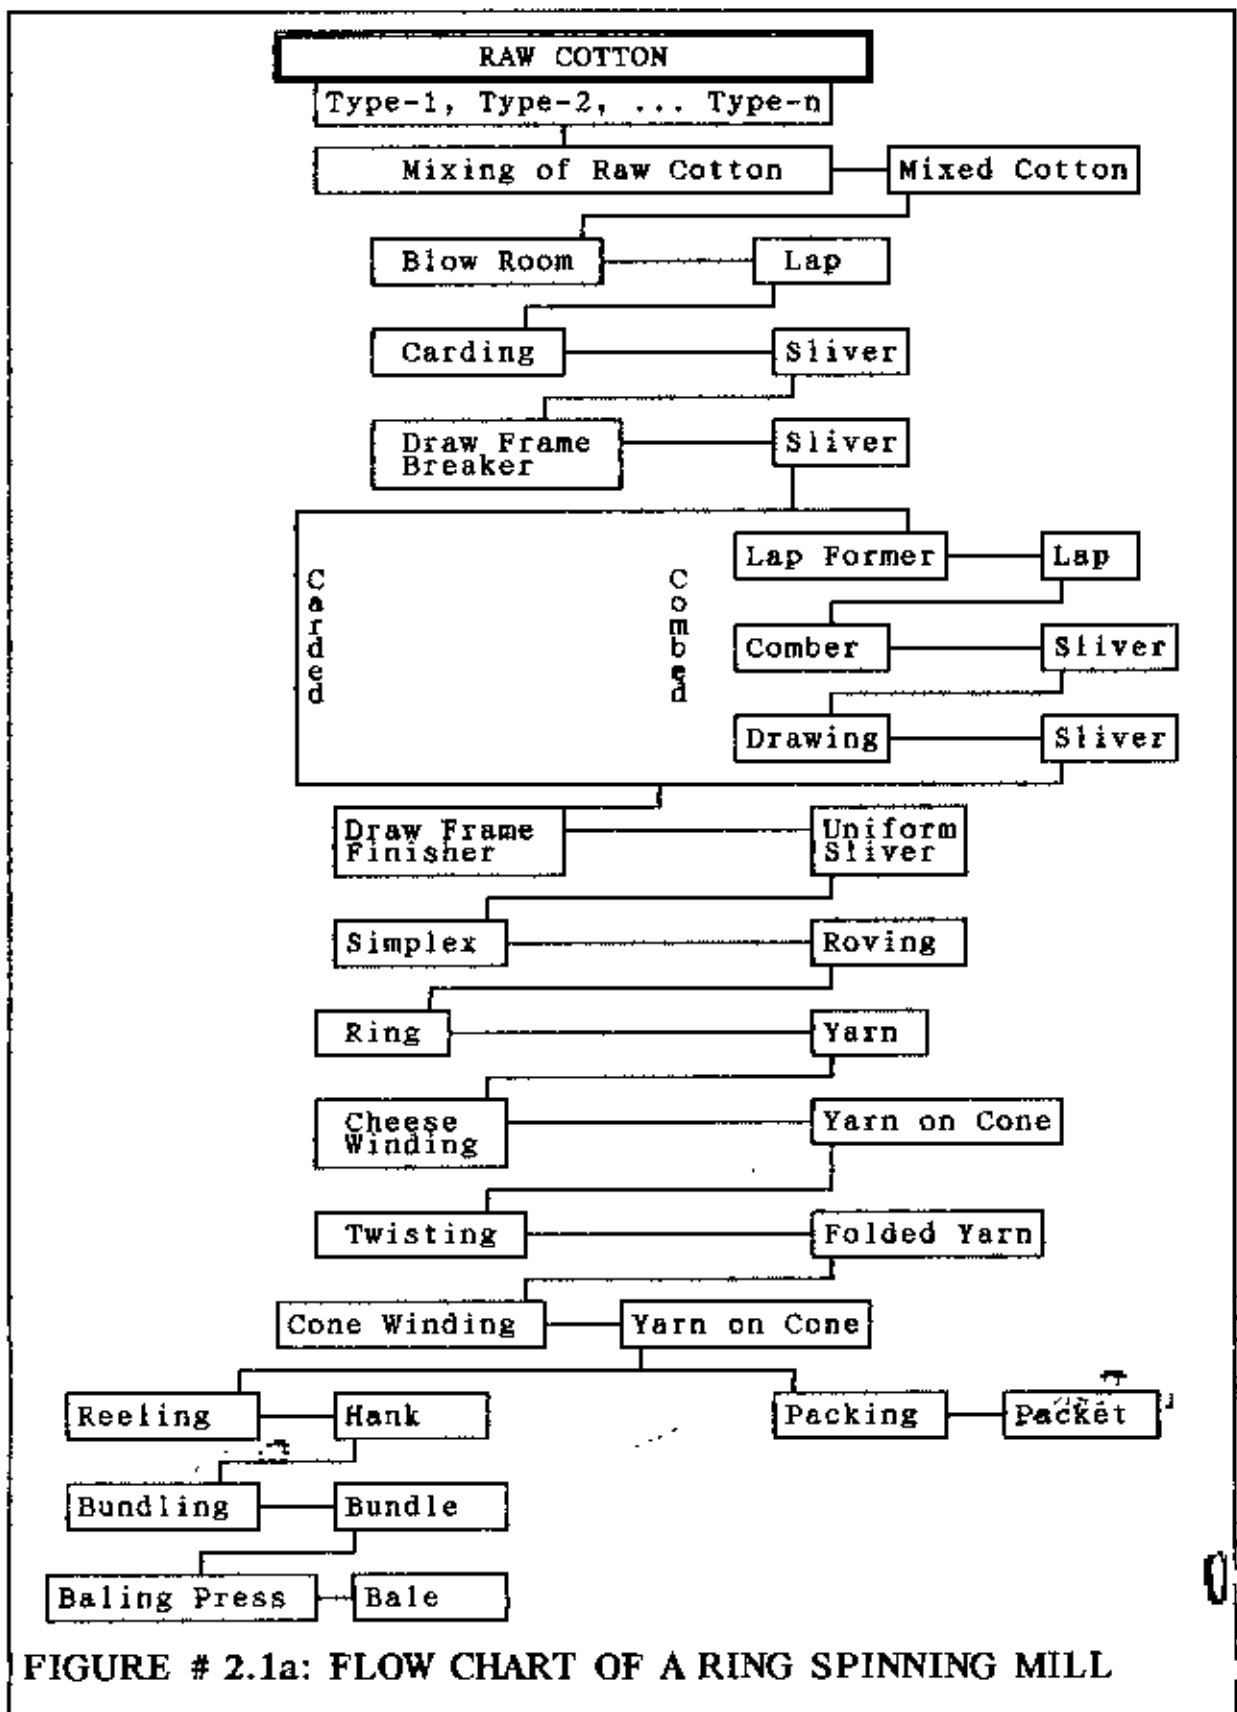 RAW COTTON
Type-1, Type-2, ... Type-n
Mixing of Raw Cotton
Mixed Cotton
Blow Room
Lap
Carding
Sliver
Draw Frame
Breaker
Sliver
Carded
Combed
Lap Former
Lap
Comber
Sliver
Drawing
Sliver
Draw Frame
Finisher
Uniform
Sliver
Simplex
Roving
Ring
Yarn
Cheese
Winding
Yarn on Cone
Twisting
Folded Yarn
Cone Winding
Yarn on Cone
Reeling
Hank
Packing
Packet
Bundling
Bundle
Baling Press
Bale
FIGURE # 2.1a: FLOW CHART OF A RING SPINNING MILL